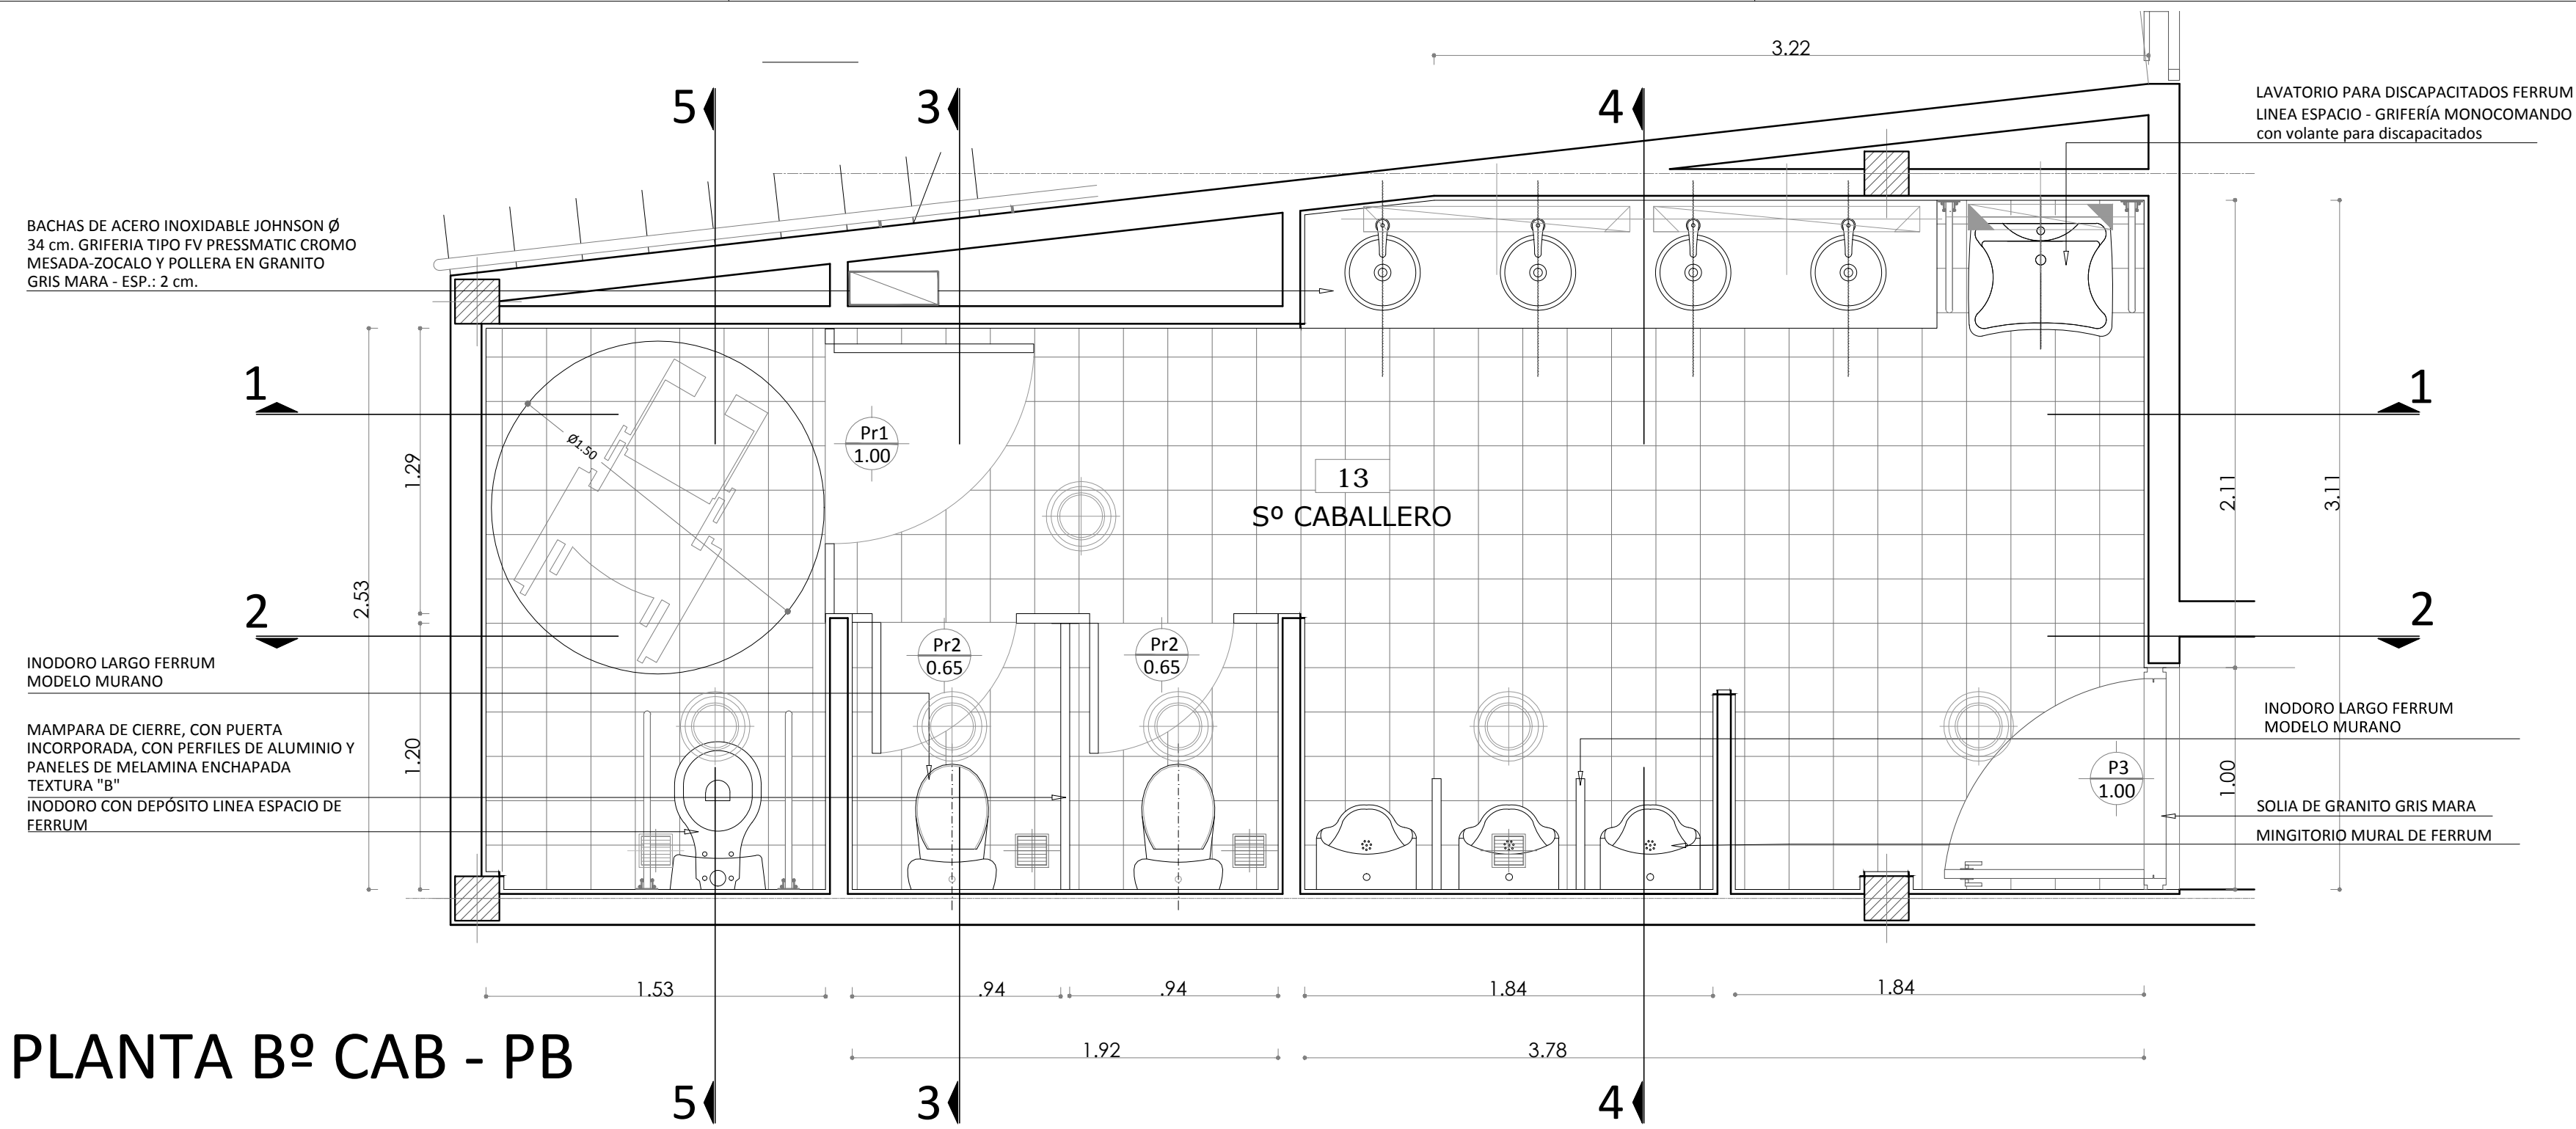 3.22
5
3
4
LAVATORIO PARA DISCAPACITADOS FERRUM
LINEA ESPACIO - GRIFERÍA MONOCOMANDO
con volante para discapacitados
BACHAS DE ACERO INOXIDABLE JOHNSON Ø
34 cm. GRIFERIA TIPO FV PRESSMATIC CROMO
MESADA-ZOCALO Y POLLERA EN GRANITO
GRIS MARA - ESP.: 2 cm.
1
1
Ø1.50
Pr1
1.00
1.29
13
Sº CABALLERO
2.11
3.11
2.53
2
2
Pr2
0.65
Pr2
0.65
INODORO LARGO FERRUM
MODELO MURANO
INODORO LARGO FERRUM
MODELO MURANO
MAMPARA DE CIERRE, CON PUERTA
INCORPORADA, CON PERFILES DE ALUMINIO Y
PANELES DE MELAMINA ENCHAPADA
TEXTURA "B"
INODORO CON DEPÓSITO LINEA ESPACIO DE
FERRUM
1.20
P3
1.00
1.00
SOLIA DE GRANITO GRIS MARA
MINGITORIO MURAL DE FERRUM
1.53
.94
.94
1.84
1.84
1.92
3.78
PLANTA Bº CAB - PB
5
3
4